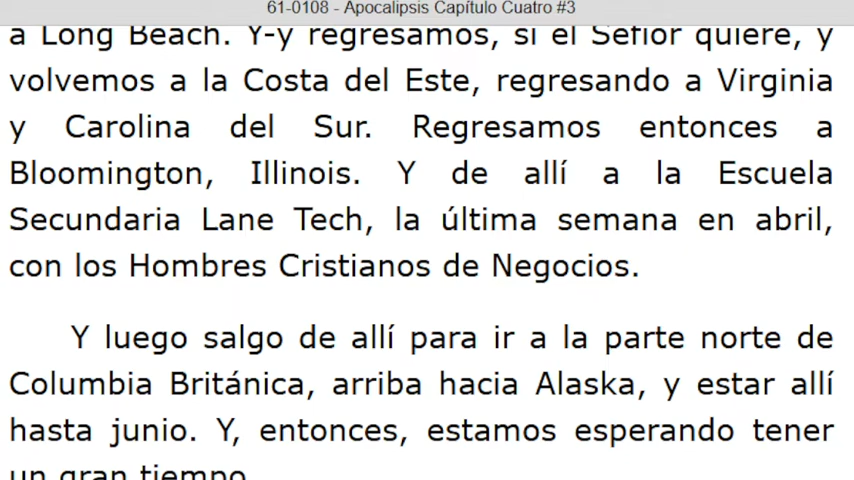 61-0108 - Apocalipsis Capítulo Cuatro #3
a Long Beach. Y-y regresamos, si el Señor quiere, y
volvemos a la Costa del Este, regresando a Virginia
y Carolina del Sur. Regresamos entonces a
Bloomington, Illinois. Y de allí a la Escuela
Secundaria Lane Tech, la última semana en abril,
con los Hombres Cristianos de Negocios.
Y luego salgo de allí para ir a la parte norte de
Columbia Británica, arriba hacia Alaska, y estar allí
hasta junio. Y, entonces, estamos esperando tener
un gran tiempo.